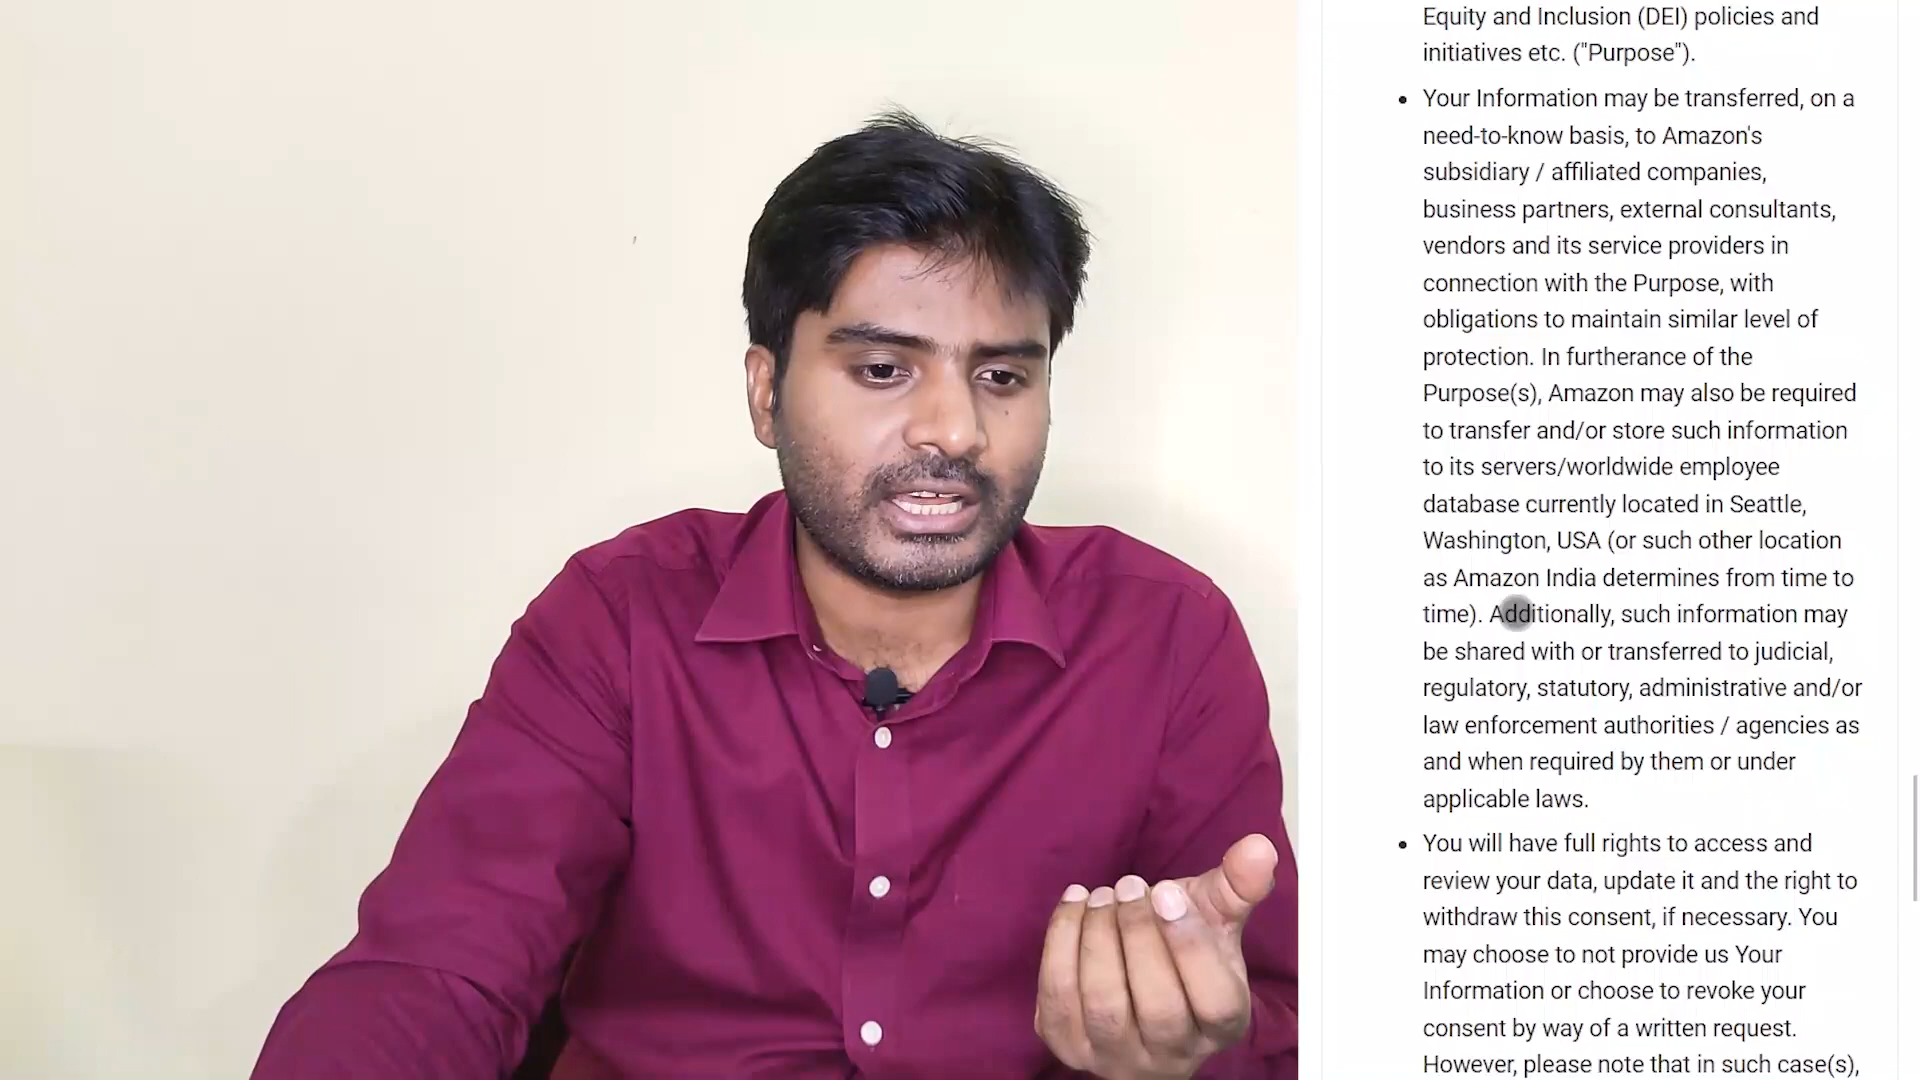 Equity and Inclusion (DEI) policies and
initiatives etc. ("Purpose").
• Your Information may be transferred, on a
need-to-know basis, to Amazon's
subsidiary / affiliated companies,
business partners, external consultants,
vendors and its service providers in
connection with the Purpose, with
obligations to maintain similar level of
protection. In furtherance of the
Purpose(s), Amazon may also be required
to transfer and/or store such information
to its servers/worldwide employee
database currently located in Seattle,
Washington, USA (or such other location
as Amazon India determines from time to
time). Additionally, such information may
be shared with or transferred to judicial,
regulatory, statutory, administrative and/or
law enforcement authorities / agencies as
and when required by them or under
applicable laws.
• You will have full rights to access and
review your data, update it and the right to
withdraw this consent, if necessary. You
may choose to not provide us Your
Information or choose to revoke your
consent by way of a written request.
However, please note that in such case(s),